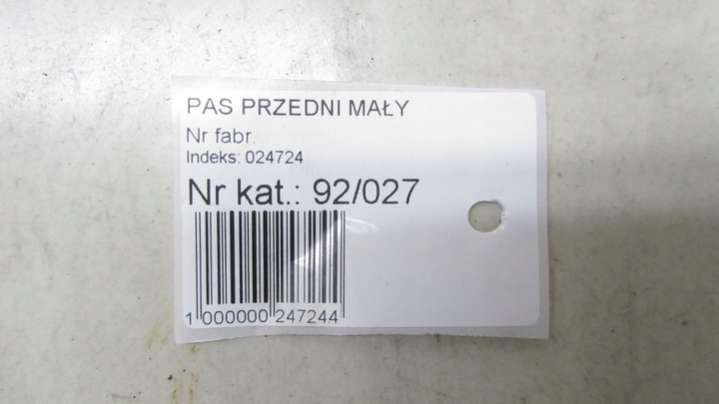 PAS PRZEDNI MAŁY
Nr fabr.
Indeks: 024724
Nr kat.: 92/027
1 000000 247244